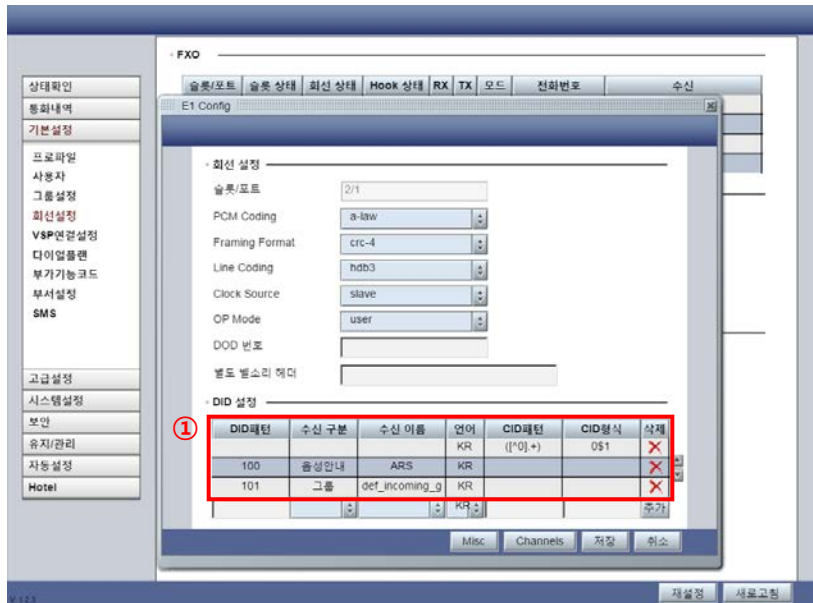 FXO
슬롯/포트 슬롯 상태 회선 상태 Hook 상태 RX TX 모드 전화번호 수신
상태확인
통화내역
기본설정
프로파일
사용자
그룹설정
회선설정
VSP연결설정
다이얼플랜
부가기능코드
부서설정
SMS
고급설정
시스템설정
보안
유지/관리
자동설정
Hotel
E1 Config
회선 설정
슬롯/포트 2/1
PCM Coding a-law
Framing Format crc-4
Line Coding hdb3
Clock Source slave
OP Mode user
DOD 번호
별도 벨소리 헤더
DID 설정
①
DID패턴 수신 구분 수신 이름 언어 CID패턴 CID형식 삭제
KR ([^0].+) 0$1
100 음성안내 ARS KR
101 그룹 def_incoming_g KR
KR 추가
Misc Channels 저장 취소
재설정 새로고침
V 1.2.3